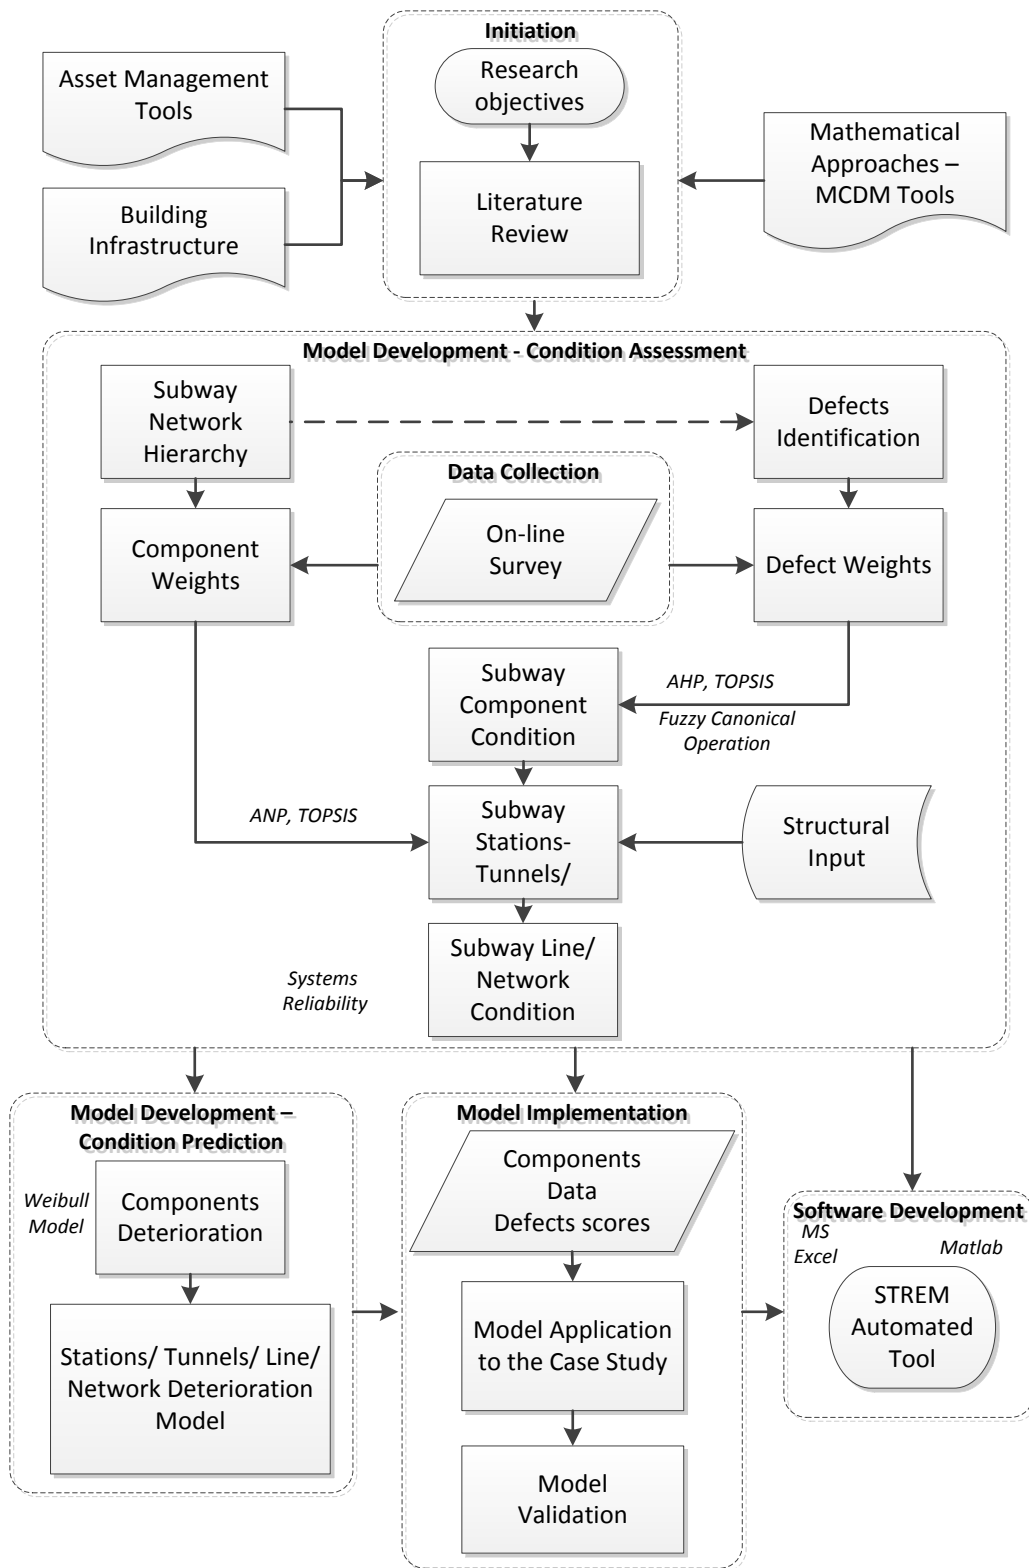 Initiation
Research
objectives
Asset Management
Tools
Mathematical
Approaches –
MCDM Tools
Literature
Review
Building
Infrastructure
Model Development - Condition Assessment
Subway
Network
Hierarchy
Defects
Identification
Data Collection
On-line
Survey
Component
Weights
Defect Weights
Subway
Component
Condition
AHP, TOPSIS
Fuzzy Canonical
Operation
ANP, TOPSIS
Subway
Stations-
Tunnels/
Structural
Input
Subway Line/
Network
Condition
Systems
Reliability
Model Development –
Condition Prediction
Weibull
Model
Components
Deterioration
Stations/ Tunnels/ Line/
Network Deterioration
Model
Model Implementation
Components
Data
Defects scores
Model Application
to the Case Study
Model
Validation
Software Development
MS
Excel
Matlab
STREM
Automated
Tool